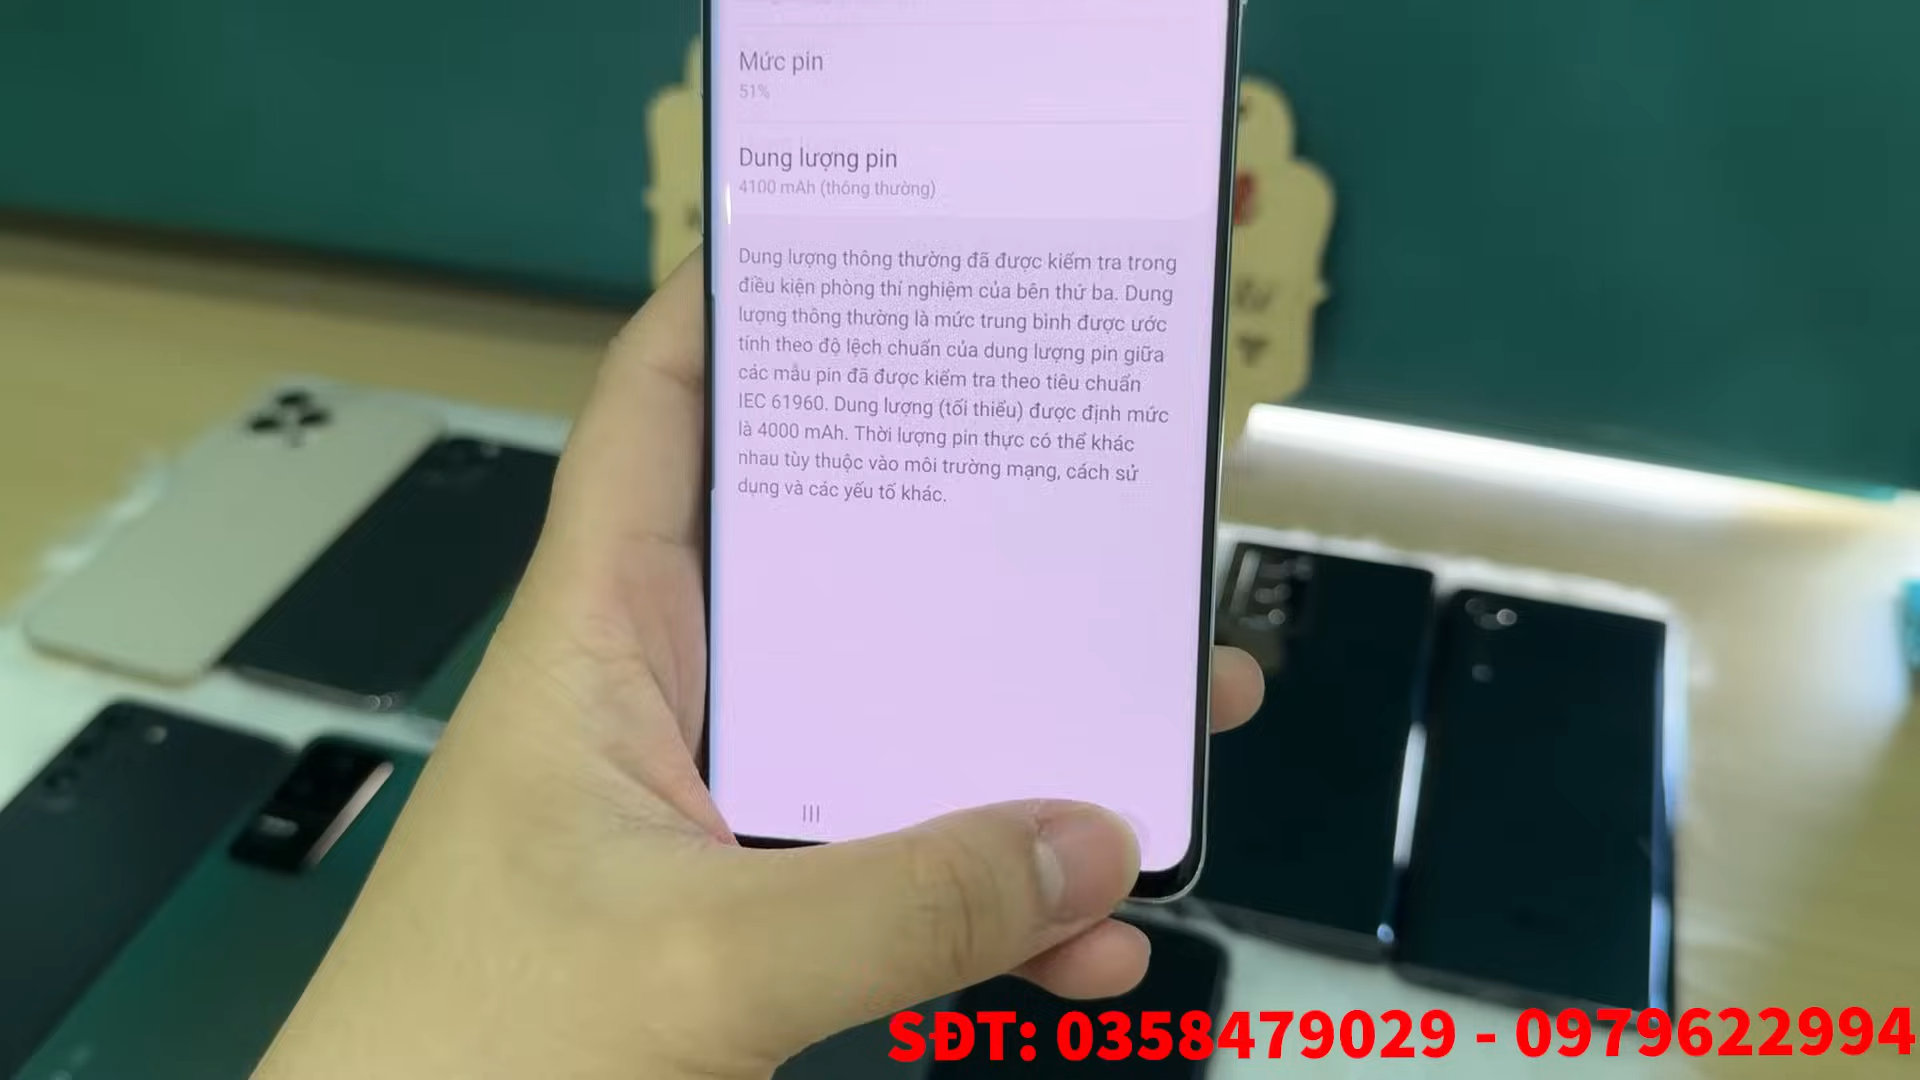 Mức pin
51%
Dung lượng pin
4100 mAh (thông thường)
Dung lượng thông thường đã được kiểm tra trong
điều kiện phòng thí nghiệm của bên thứ ba. Dung
lượng thông thường là mức trung bình được ước
tính theo độ lệch chuẩn của dung lượng pin giữa
các mẫu pin đã được kiểm tra theo tiêu chuẩn
IEC 61960. Dung lượng (tối thiểu) được định mức
là 4000 mAh. Thời lượng pin thực có thể khác
nhau tùy thuộc vào môi trường mạng, cách sử
dụng và các yếu tố khác.
SĐT: 0358479029 - 0979622994